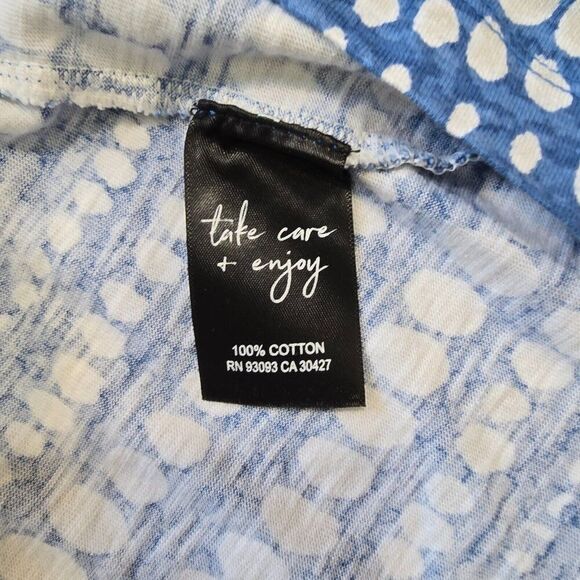 take care
+ enjoy
100% COTTON
RN 93093 CA 30427